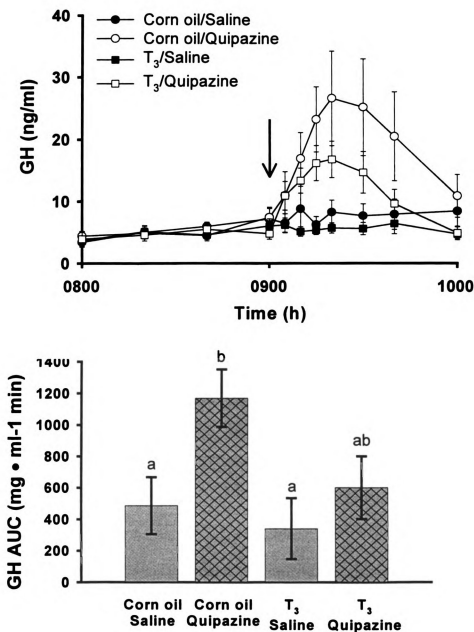 Corn oil/Saline
Corn oil/Quipazine
T3/Saline
T3/Quipazine
40
30
20
10
0
GH (ng/ml)
0800
0900
1000
Time (h)
1400
1200
1000
800
600
400
200
0
GH AUC (mg • ml-1 min)
a
b
a
ab
Corn oil Corn oil T3 T3
Saline Quipazine Saline Quipazine